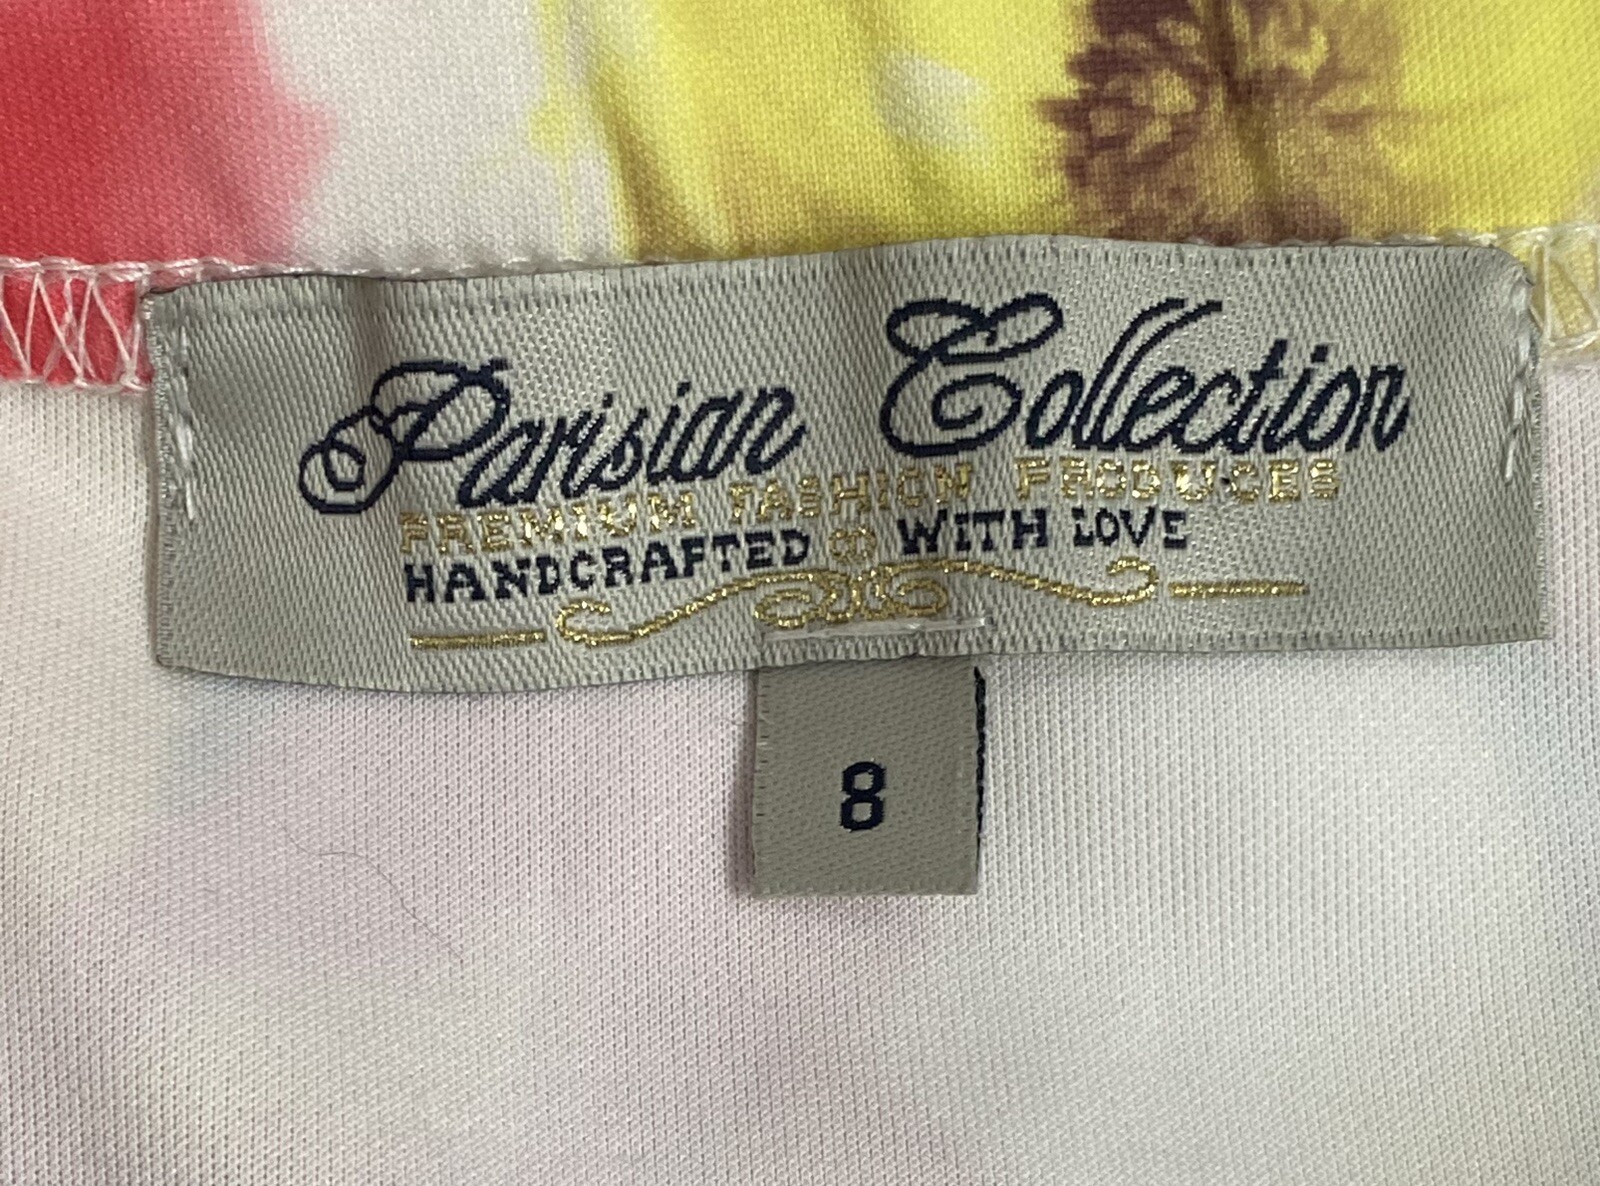 Parisian Collection
PREMIUM FASHION PRODUCES
HANDCRAFTED WITH LOVE
8